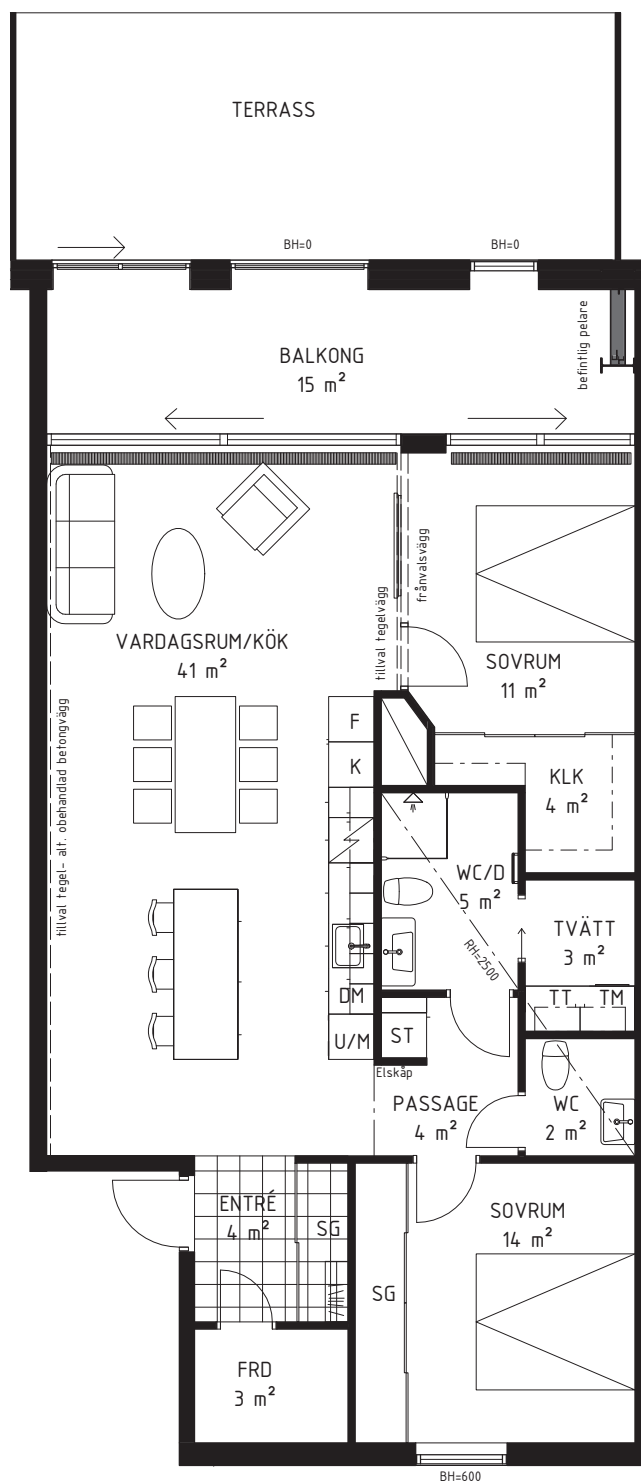 TERRASS
BH=0
BH=0
befintlig pelare
BALKONG
15 m²
frånvalsvägg
tillval tegelvägg
VARDAGSRUM/KÖK
41 m²
SOVRUM
11 m²
tillval tegel- alt. obehandlad betongvägg
F
K
KLK
4 m²
WC/D
5 m²
RH=2500
TVÄTT
3 m²
TT
TM
DM
U/M
ST
Elskåp
PASSAGE
4 m²
WC
2 m²
ENTRÉ
4 m²
SG
SOVRUM
14 m²
SG
FRD
3 m²
BH=600